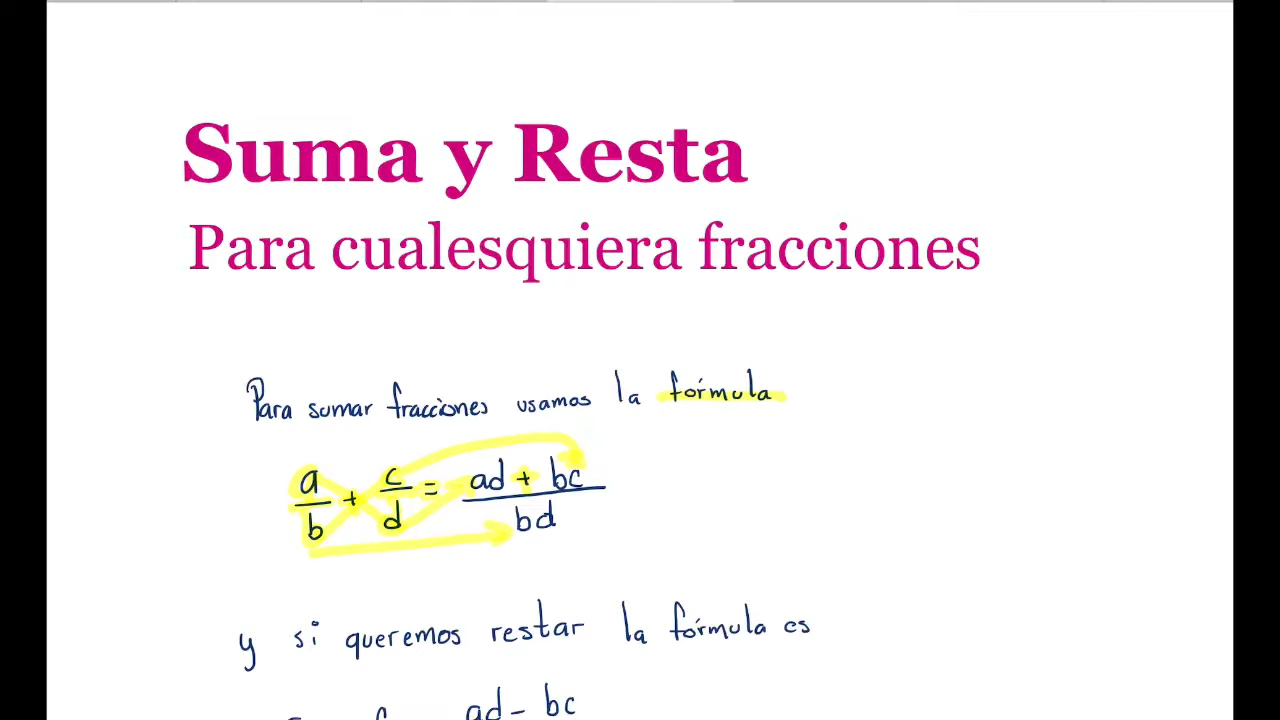 Suma y Resta
Para cualesquiera fracciones
Para sumar fracciones usamos la fórmula
a/b + c/d = ad + bc/bd
y si queremos restar la fórmula es
ad - bc